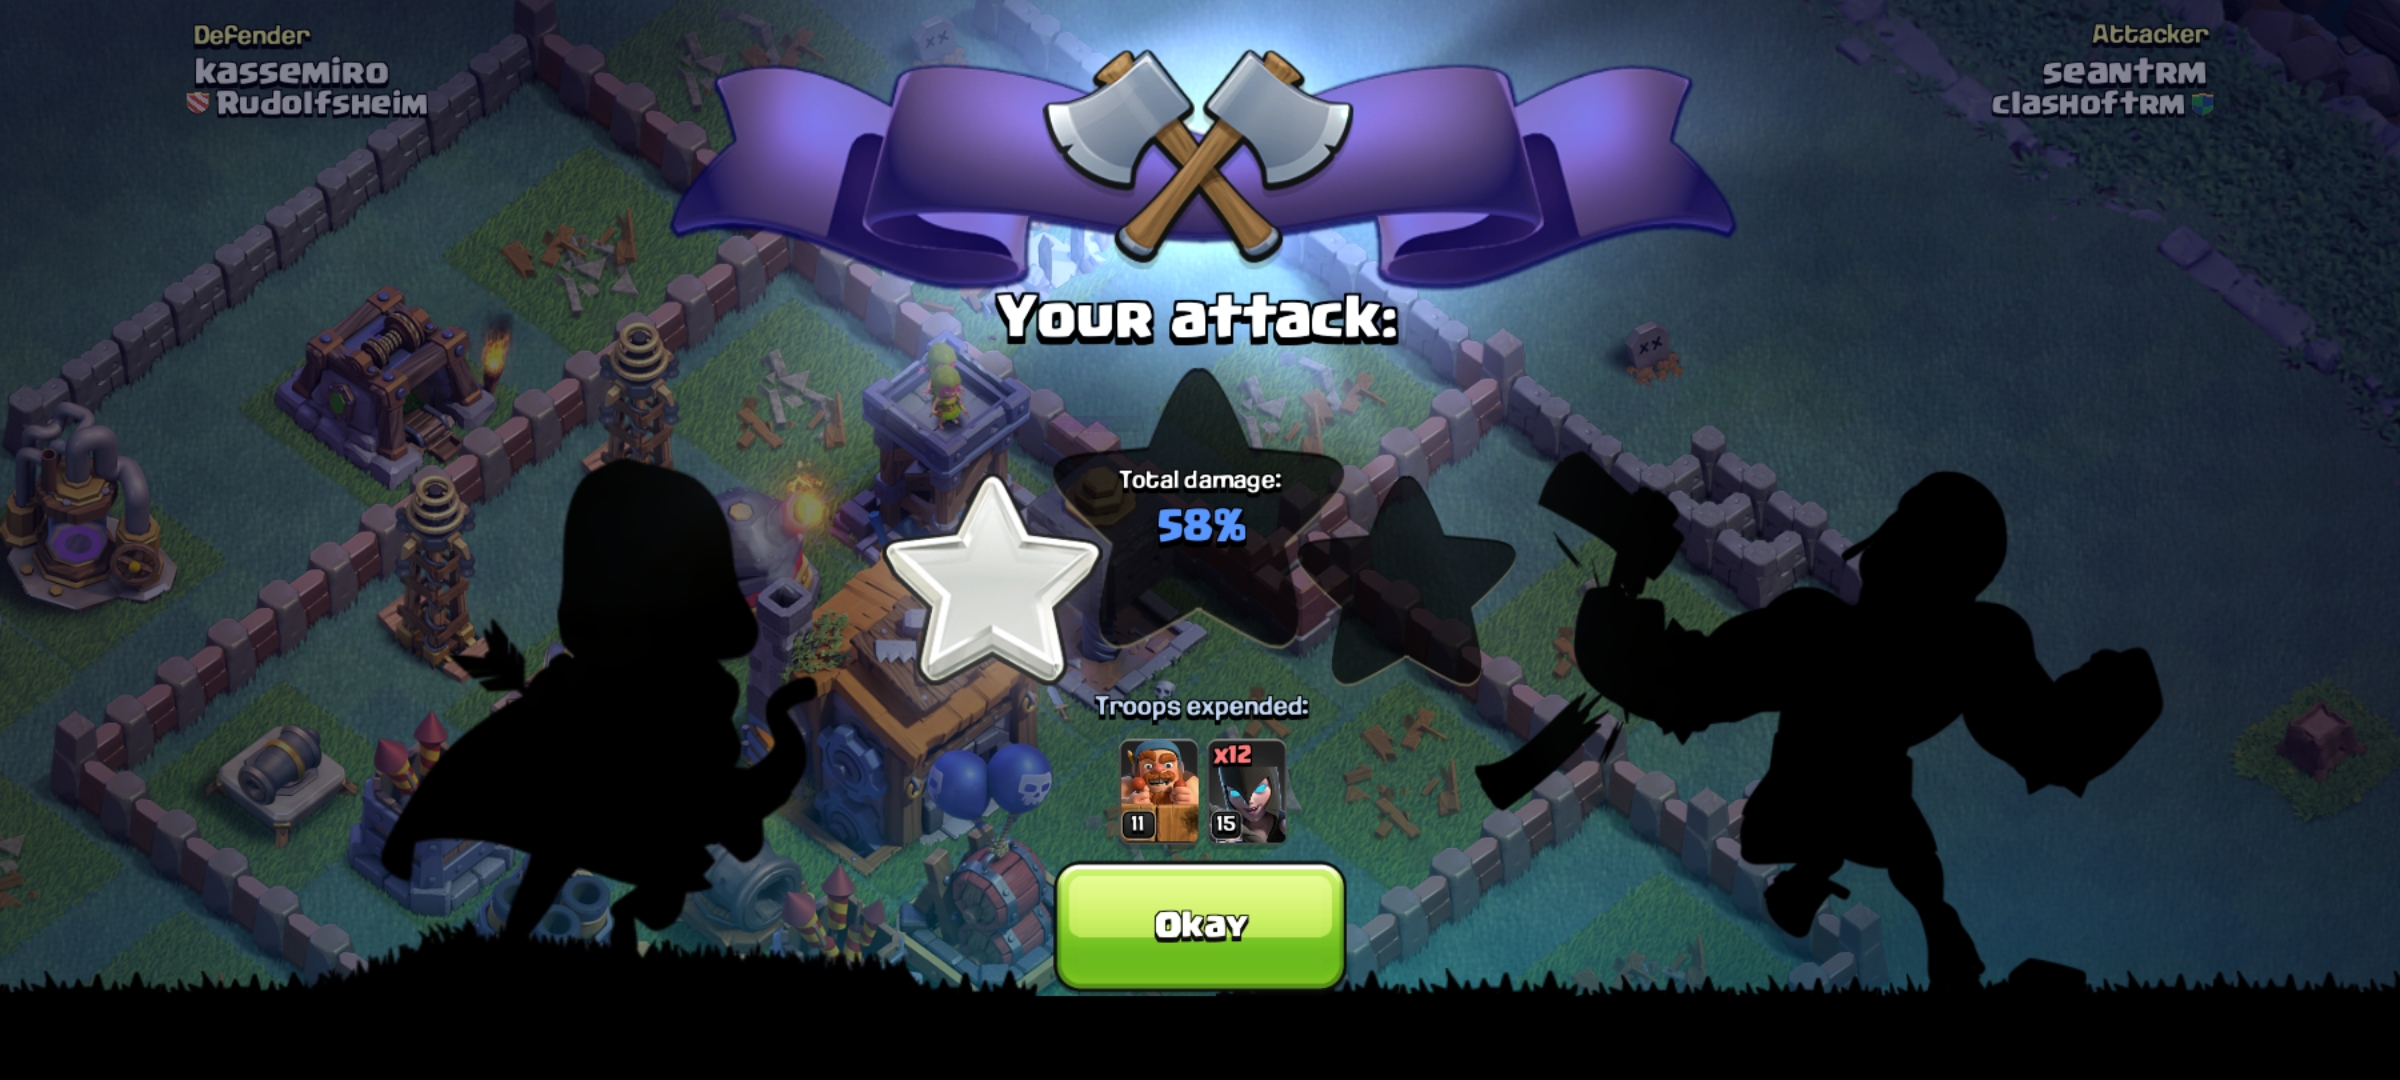 Defender
kassemiro
Rudolfsheim
Attacker
seantrm
clashoftrm
Your attack:
Total damage:
58%
Troops expended:
x12
11
15
Okay